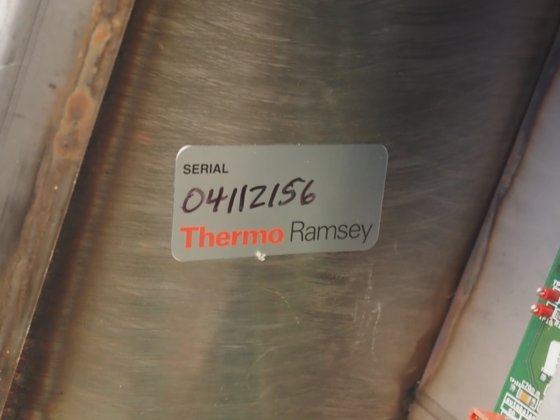 SERIAL
04112156
Thermo Ramsey